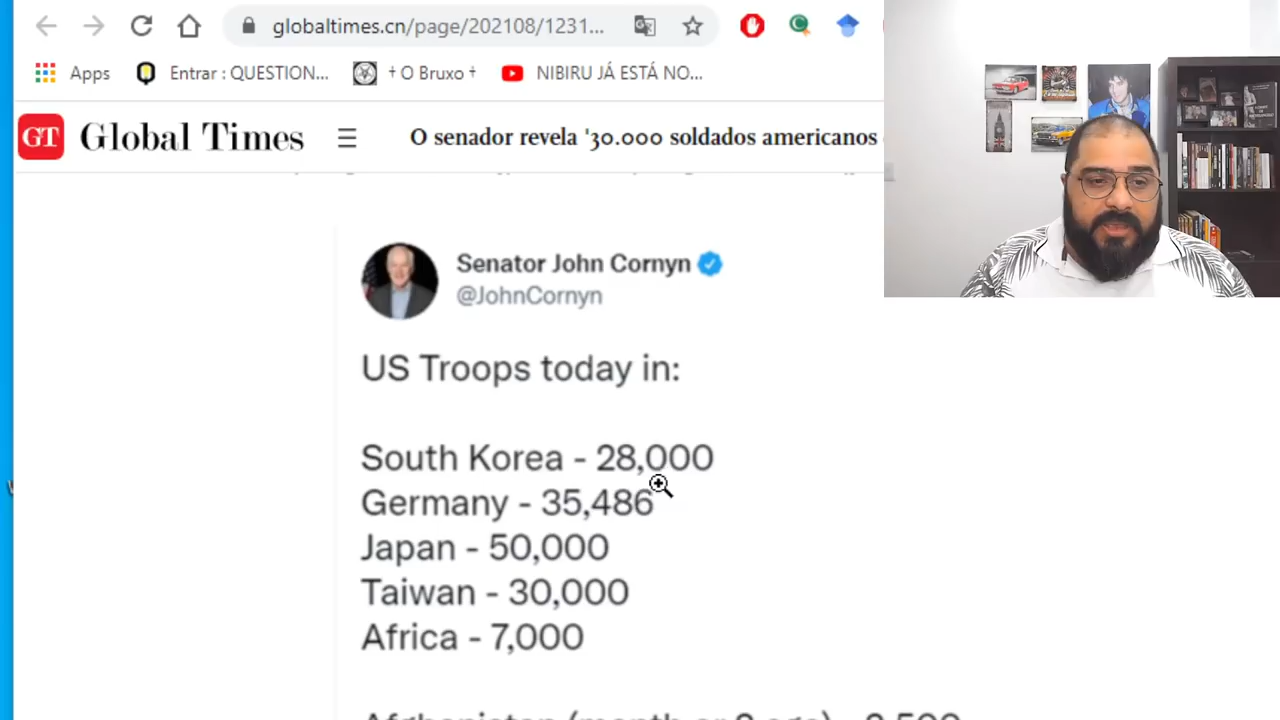 globaltimes.cn/page/202108/1231...
Apps Entrar : QUESTION... † O Bruxo † NIBIRU JÁ ESTÁ NO...
GT Global Times O senador revela '30.000 soldados americanos
Senator John Cornyn
@JohnCornyn
US Troops today in:
South Korea - 28,000
Germany - 35,486
Japan - 50,000
Taiwan - 30,000
Africa - 7,000